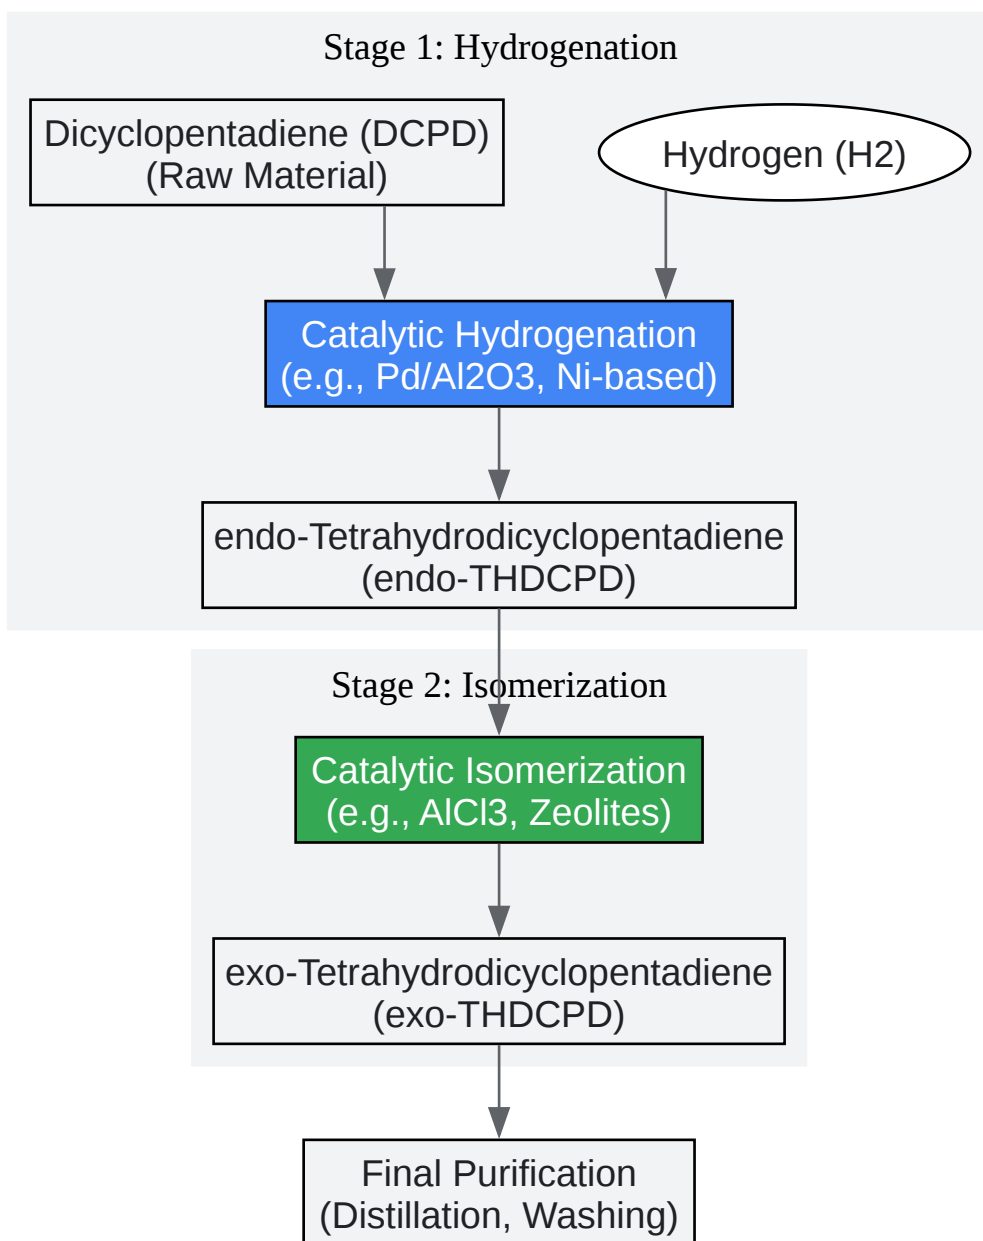 Stage 1: Hydrogenation
Dicyclopentadiene (DCPD)
(Raw Material)
Hydrogen (H2)
Catalytic Hydrogenation
(e.g., Pd/Al2O3, Ni-based)
endo-Tetrahydrodicyclopentadiene
(endo-THDCPD)
Stage 2: Isomerization
Catalytic Isomerization
(e.g., AlCl3, Zeolites)
exo-Tetrahydrodicyclopentadiene
(exo-THDCPD)
Final Purification
(Distillation, Washing)